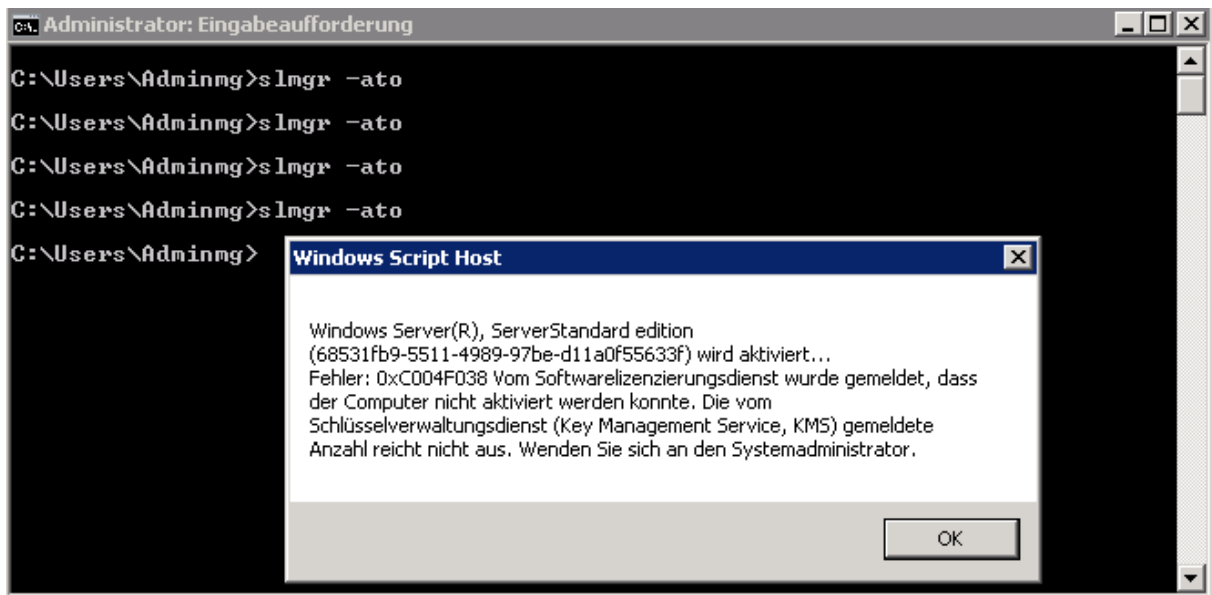 Administrator: Eingabeaufforderung
C:\Users\Adminmg>slmgr -ato
C:\Users\Adminmg>slmgr -ato
C:\Users\Adminmg>slmgr -ato
C:\Users\Adminmg>slmgr -ato
C:\Users\Adminmg>
Windows Script Host
Windows Server(R), ServerStandard edition
(68531fb9-5511-4989-97be-d11a0f55633f) wird aktiviert...
Fehler: 0xC004F038 Vom Softwarelizenzierungsdienst wurde gemeldet, dass
der Computer nicht aktiviert werden konnte. Die vom
Schlüsselverwaltungsdienst (Key Management Service, KMS) gemeldete
Anzahl reicht nicht aus. Wenden Sie sich an den Systemadministrator.
OK